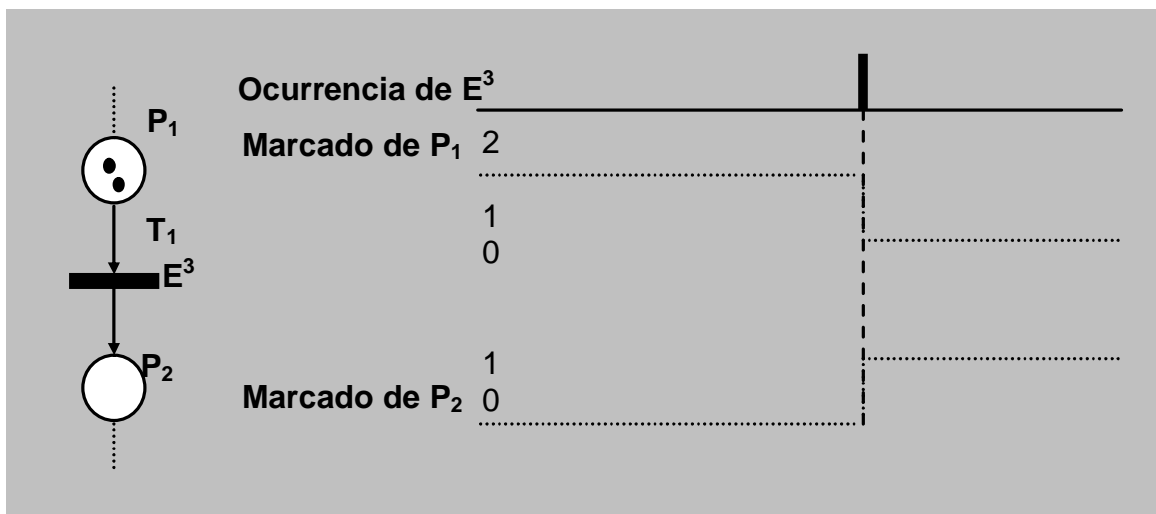 P₁
T₁
E³
P₂
Ocurrencia de E³
Marcado de P₁ 2
1
0
1
Marcado de P₂ 0